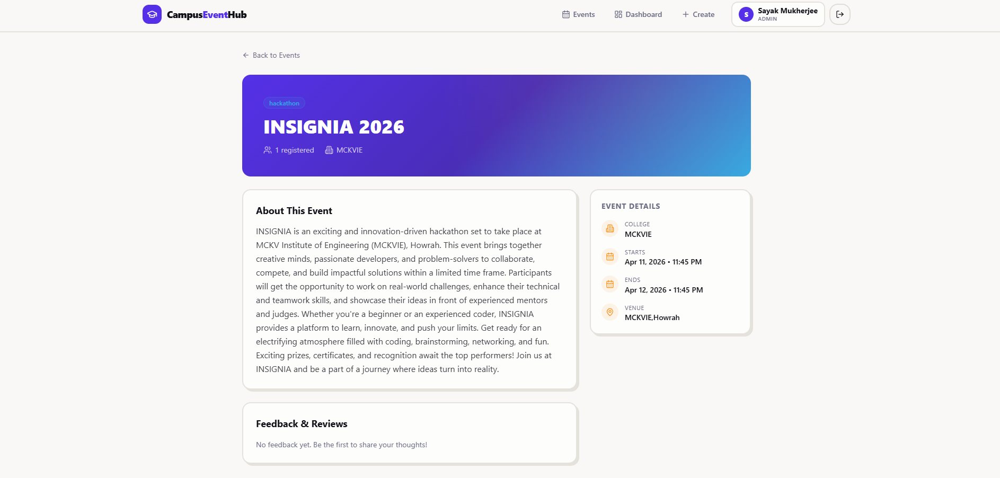 CampusEventHub
Events
Dashboard
Create
S
Sayak Mukherjee
ADMIN
Back to Events
hackathon
INSIGNIA 2026
1 registered
MCKVIE
About This Event
INSIGNIA is an exciting and innovation-driven hackathon set to take place at
MCKV Institute of Engineering (MCKVIE), Howrah. This event brings together
creative minds, passionate developers, and problem-solvers to collaborate,
compete, and build impactful solutions within a limited time frame. Participants
will get the opportunity to work on real-world challenges, enhance their technical
and teamwork skills, and showcase their ideas in front of experienced mentors
and judges. Whether you're a beginner or an experienced coder, INSIGNIA
provides a platform to learn, innovate, and push your limits. Get ready for an
electrifying atmosphere filled with coding, brainstorming, networking, and fun.
Exciting prizes, certificates, and recognition await the top performers! Join us at
INSIGNIA and be a part of a journey where ideas turn into reality.
EVENT DETAILS
COLLEGE
MCKVIE
STARTS
Apr 11, 2026 • 11:45 PM
ENDS
Apr 12, 2026 • 11:45 PM
VENUE
MCKVIE,Howrah
Feedback & Reviews
No feedback yet. Be the first to share your thoughts!